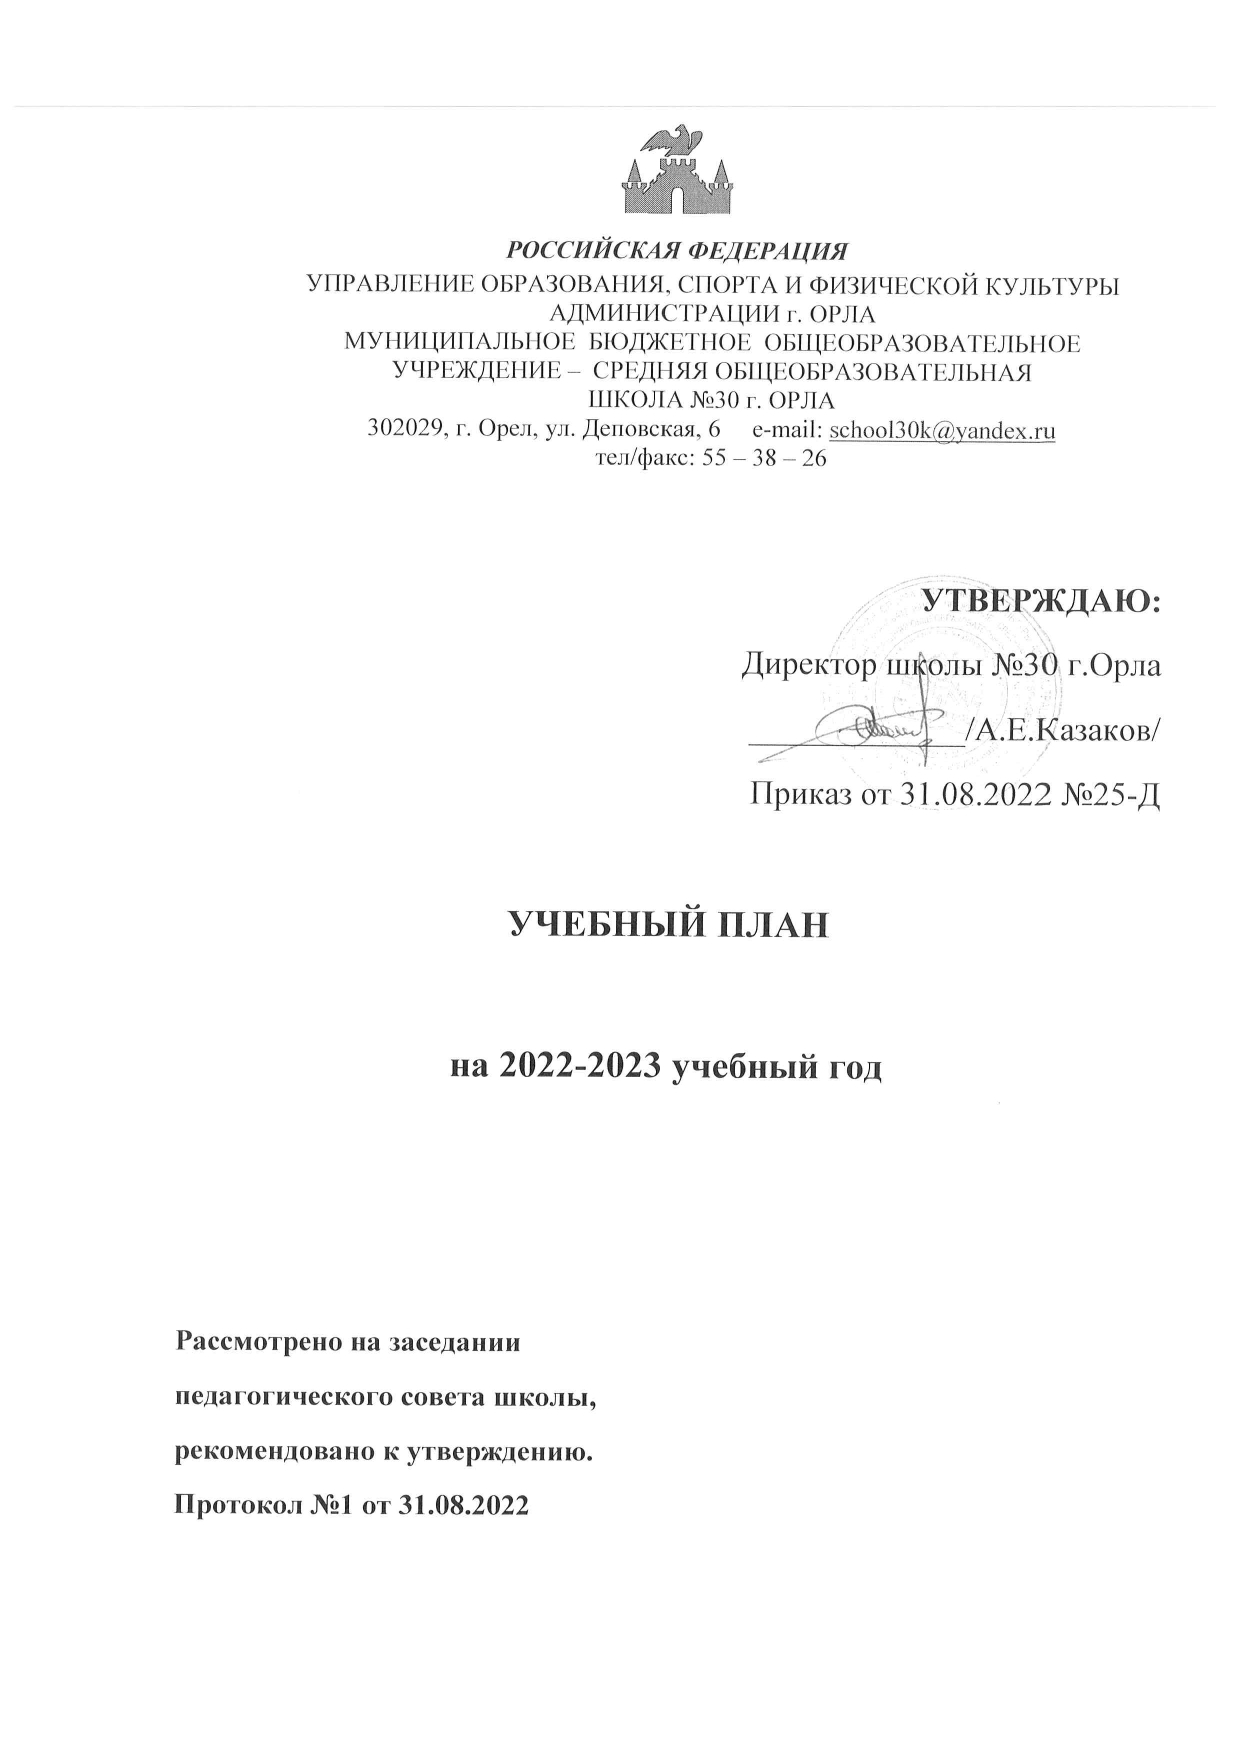 РОССИЙСКАЯ ФЕДЕРАЦИЯ
УПРАВЛЕНИЕ ОБРАЗОВАНИЯ, СПОРТА И ФИЗИЧЕСКОЙ КУЛЬТУРЫ
АДМИНИСТРАЦИИ г. ОРЛА
МУНИЦИПАЛЬНОЕ БЮДЖЕТНОЕ ОБЩЕОБРАЗОВАТЕЛЬНОЕ
УЧРЕЖДЕНИЕ – СРЕДНЯЯ ОБЩЕОБРАЗОВАТЕЛЬНАЯ
ШКОЛА №30 г. ОРЛА
302029, г. Орел, ул. Деповская, 6 e-mail: school30k@yandex.ru
тел/факс: 55 – 38 – 26
УТВЕРЖДАЮ:
Директор школы №30 г.Орла
/А.Е.Казаков/
Приказ от 31.08.2022 №25-Д
УЧЕБНЫЙ ПЛАН
на 2022-2023 учебный год
Рассмотрено на заседании
педагогического совета школы,
рекомендовано к утверждению.
Протокол №1 от 31.08.2022